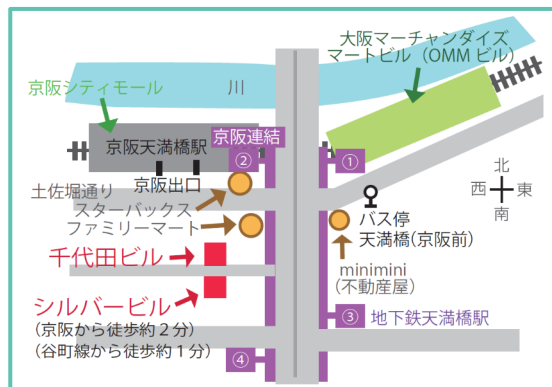 大阪マーチャンダイズ
マートビル（OMMビル）
京阪シティモール
川
京阪連結
京阪天満橋駅
②
①
京阪出口
土佐堀通り
スターバックス
ファミリーマート
北
西
東
南
バス停
天満橋(京阪前)
千代田ビル
minimini
(不動産屋)
シルバービル
(京阪から徒歩約２分)
(谷町線から徒歩約１分)
③
地下鉄天満橋駅
④